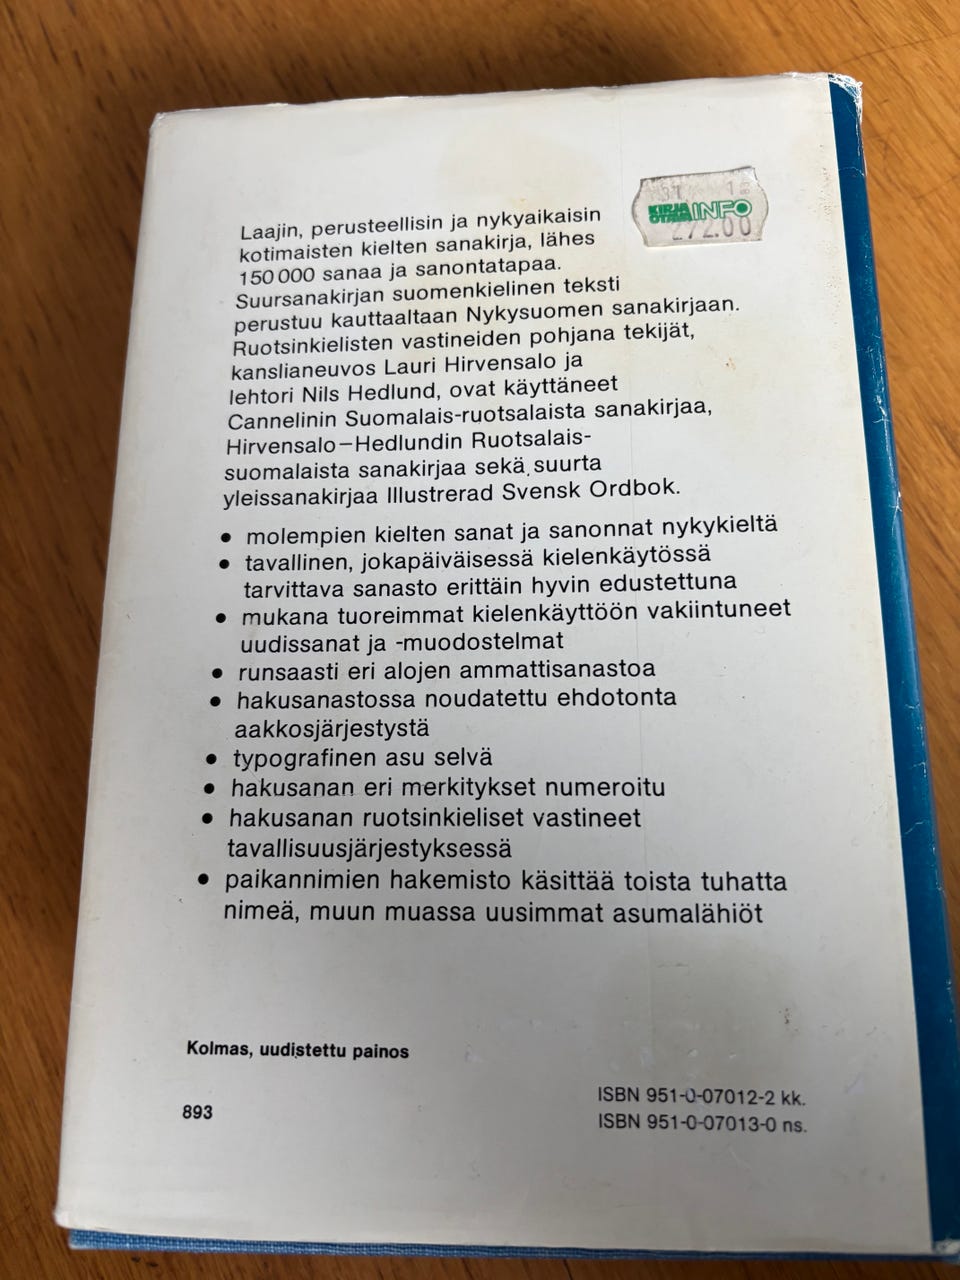 31 1
KIRJA INFO
OTAVA
272.00
Laajin, perusteellisin ja nykyaikaisin
kotimaisten kielten sanakirja, lähes
150 000 sanaa ja sanontatapaa.
Suursanakirjan suomenkielinen teksti
perustuu kauttaaltaan Nykysuomen sanakirjaan.
Ruotsinkielisten vastineiden pohjana tekijät,
kanslianeuvos Lauri Hirvensalo ja
lehtori Nils Hedlund, ovat käyttäneet
Cannelinin Suomalais-ruotsalaista sanakirjaa,
Hirvensalo–Hedlundin Ruotsalais-
suomalaista sanakirjaa sekä suurta
yleissanakirjaa Illustrerad Svensk Ordbok.
• molempien kielten sanat ja sanonnat nykykieltä
• tavallinen, jokapäiväisessä kielenkäytössä
tarvittava sanasto erittäin hyvin edustettuna
• mukana tuoreimmat kielenkäyttöön vakiintuneet
uudissanat ja -muodostelmat
• runsaasti eri alojen ammattisanastoa
• hakusanastossa noudatettu ehdotonta
aakkosjärjestystä
• typografinen asu selvä
• hakusanan eri merkitykset numeroitu
• hakusanan ruotsinkieliset vastineet
tavallisuusjärjestyksessä
• paikannimien hakemisto käsittää toista tuhatta
nimeä, muun muassa uusimmat asumalähiöt
Kolmas, uudistettu painos
893
ISBN 951-0-07012-2 kk.
ISBN 951-0-07013-0 ns.